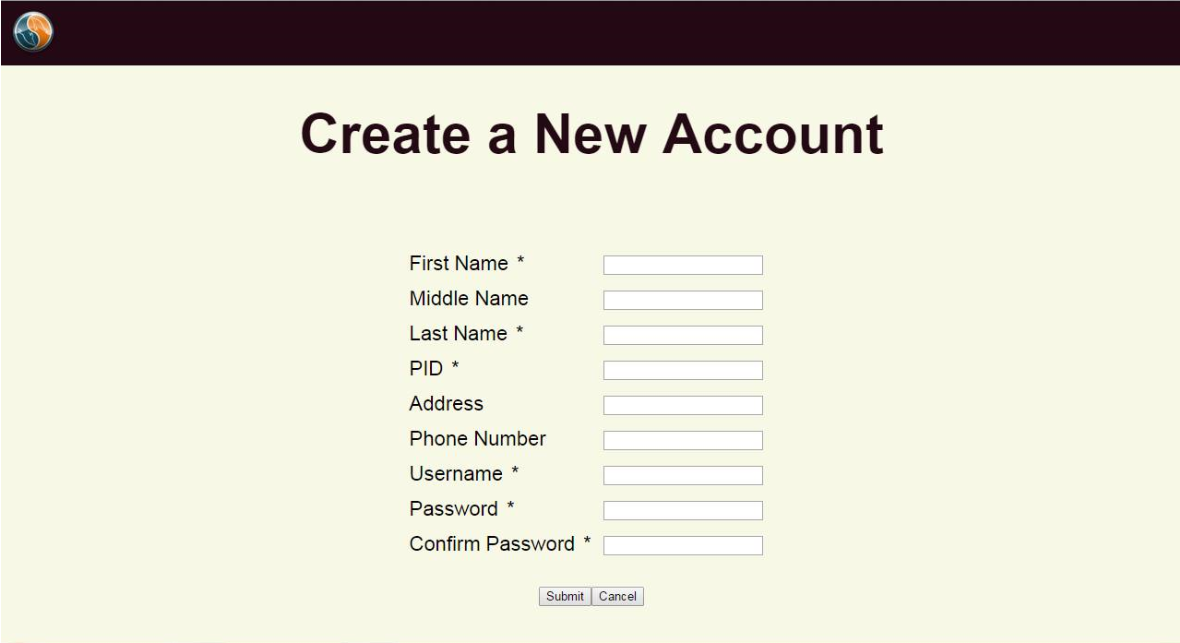 Create a New Account
First Name *
Middle Name
Last Name *
PID *
Address
Phone Number
Username *
Password *
Confirm Password *
Submit Cancel